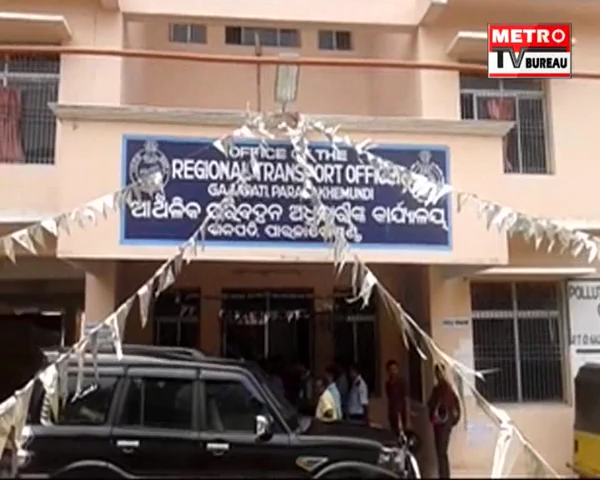 METRO
TV BUREAU
OFFICE OF THE
REGIONAL TRANSPORT OFFICER
GAJAPATI, PARALAKHEMUNDI
ଆଞ୍ଚଳିକ ପରିବହନ ଅଧିକାରୀଙ୍କ କାର୍ଯ୍ୟାଳୟ
ଗଜପତି, ପାରଳାଖେମୁଣ୍ଡି